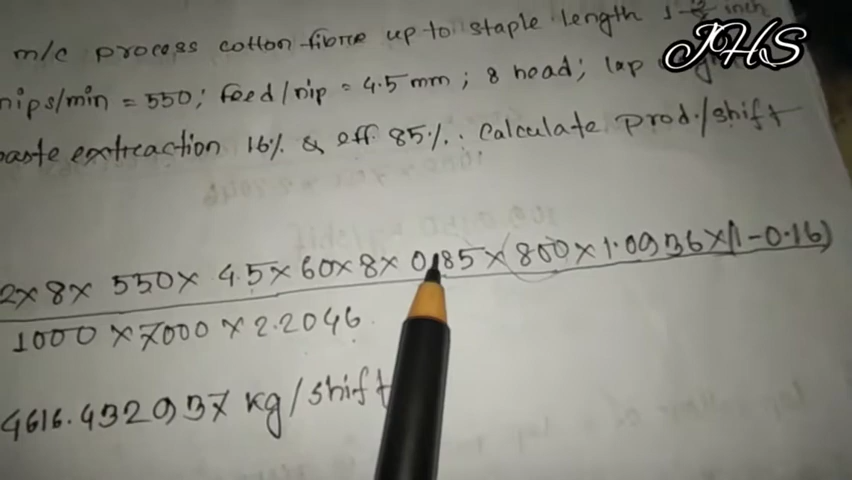 m/c process cotton fibre up to staple length 1 inch
JHS
nips/min = 550; feed/nip = 4.5 mm; 8 head; lap
extraction 16% & eff. 85%. Calculate prod./shift
2 × 8 × 550 × 4.5 × 60 × 8 × 0.85 × (800 × 1.0936 × (1-0.16)
1000 × 7000 × 2.2046
4616.432937 kg/shift